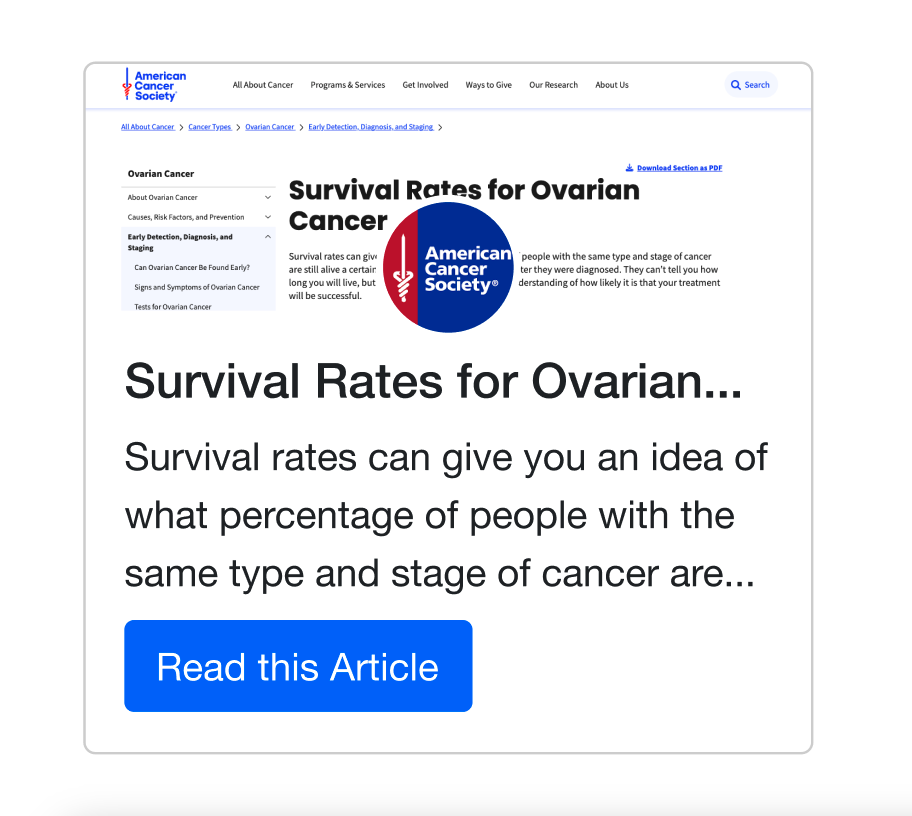 American
Cancer
Society
All About Cancer Programs & Services Get Involved Ways to Give Our Research About Us
Search
All About Cancer > Cancer Types > Ovarian Cancer > Early Detection, Diagnosis, and Staging >
Download Section as PDF
Ovarian Cancer
About Ovarian Cancer
Causes, Risk Factors, and Prevention
Early Detection, Diagnosis, and
Staging
Can Ovarian Cancer Be Found Early?
Signs and Symptoms of Ovarian Cancer
Tests for Ovarian Cancer
Survival Rates for Ovarian
Cancer
Survival rates can give people with the same type and stage of cancer
are still alive a certain ter they were diagnosed. They can't tell you how
long you will live, but derstanding of how likely it is that your treatment
will be successful.
American
Cancer
Society®
Survival Rates for Ovarian...
Survival rates can give you an idea of
what percentage of people with the
same type and stage of cancer are...
Read this Article